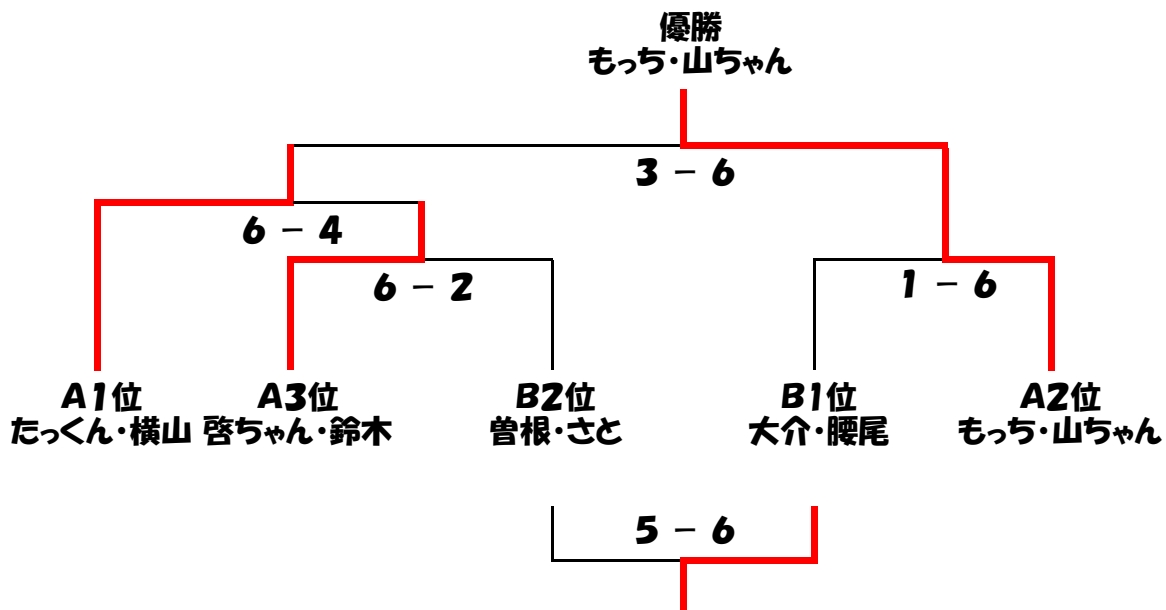 優勝
もっち・山ちゃん
3 - 6
6 - 4
6 - 2
1 - 6
A1位
たっくん・横山
A3位
啓ちゃん・鈴木
B2位
曽根・さと
B1位
大介・腰尾
A2位
もっち・山ちゃん
5 - 6